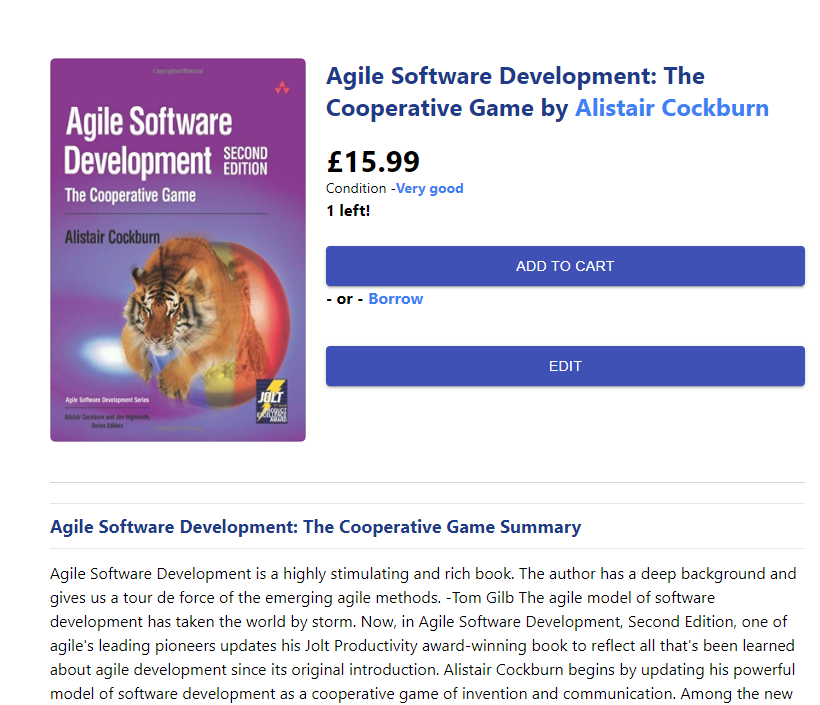 Copyrighted Material
Agile Software
Development SECOND
EDITION
The Cooperative Game
Alistair Cockburn
Agile Software Development Series
Alistair Cockburn and Jim Highsmith,
Series Editors
JOLT
PRODUCT
EXCELLENCE
AWARD
Copyrighted Material
Agile Software Development: The
Cooperative Game by Alistair Cockburn
£15.99
Condition -Very good
1 left!
ADD TO CART
- or - Borrow
EDIT
Agile Software Development: The Cooperative Game Summary
Agile Software Development is a highly stimulating and rich book. The author has a deep background and
gives us a tour de force of the emerging agile methods. -Tom Gilb The agile model of software
development has taken the world by storm. Now, in Agile Software Development, Second Edition, one of
agile's leading pioneers updates his Jolt Productivity award-winning book to reflect all that's been learned
about agile development since its original introduction. Alistair Cockburn begins by updating his powerful
model of software development as a cooperative game of invention and communication. Among the new